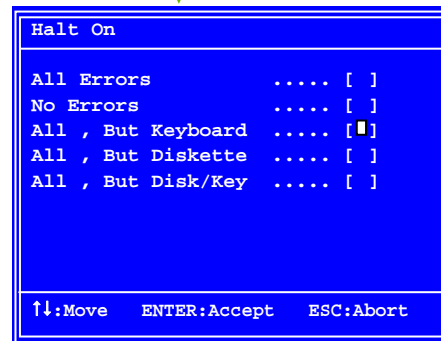 Halt On
All Errors ..... [ ]
No Errors ..... [ ]
All , But Keyboard ..... [ ]
All , But Diskette ..... [ ]
All , But Disk/Key ..... [ ]
↑↓:Move ENTER:Accept ESC:Abort